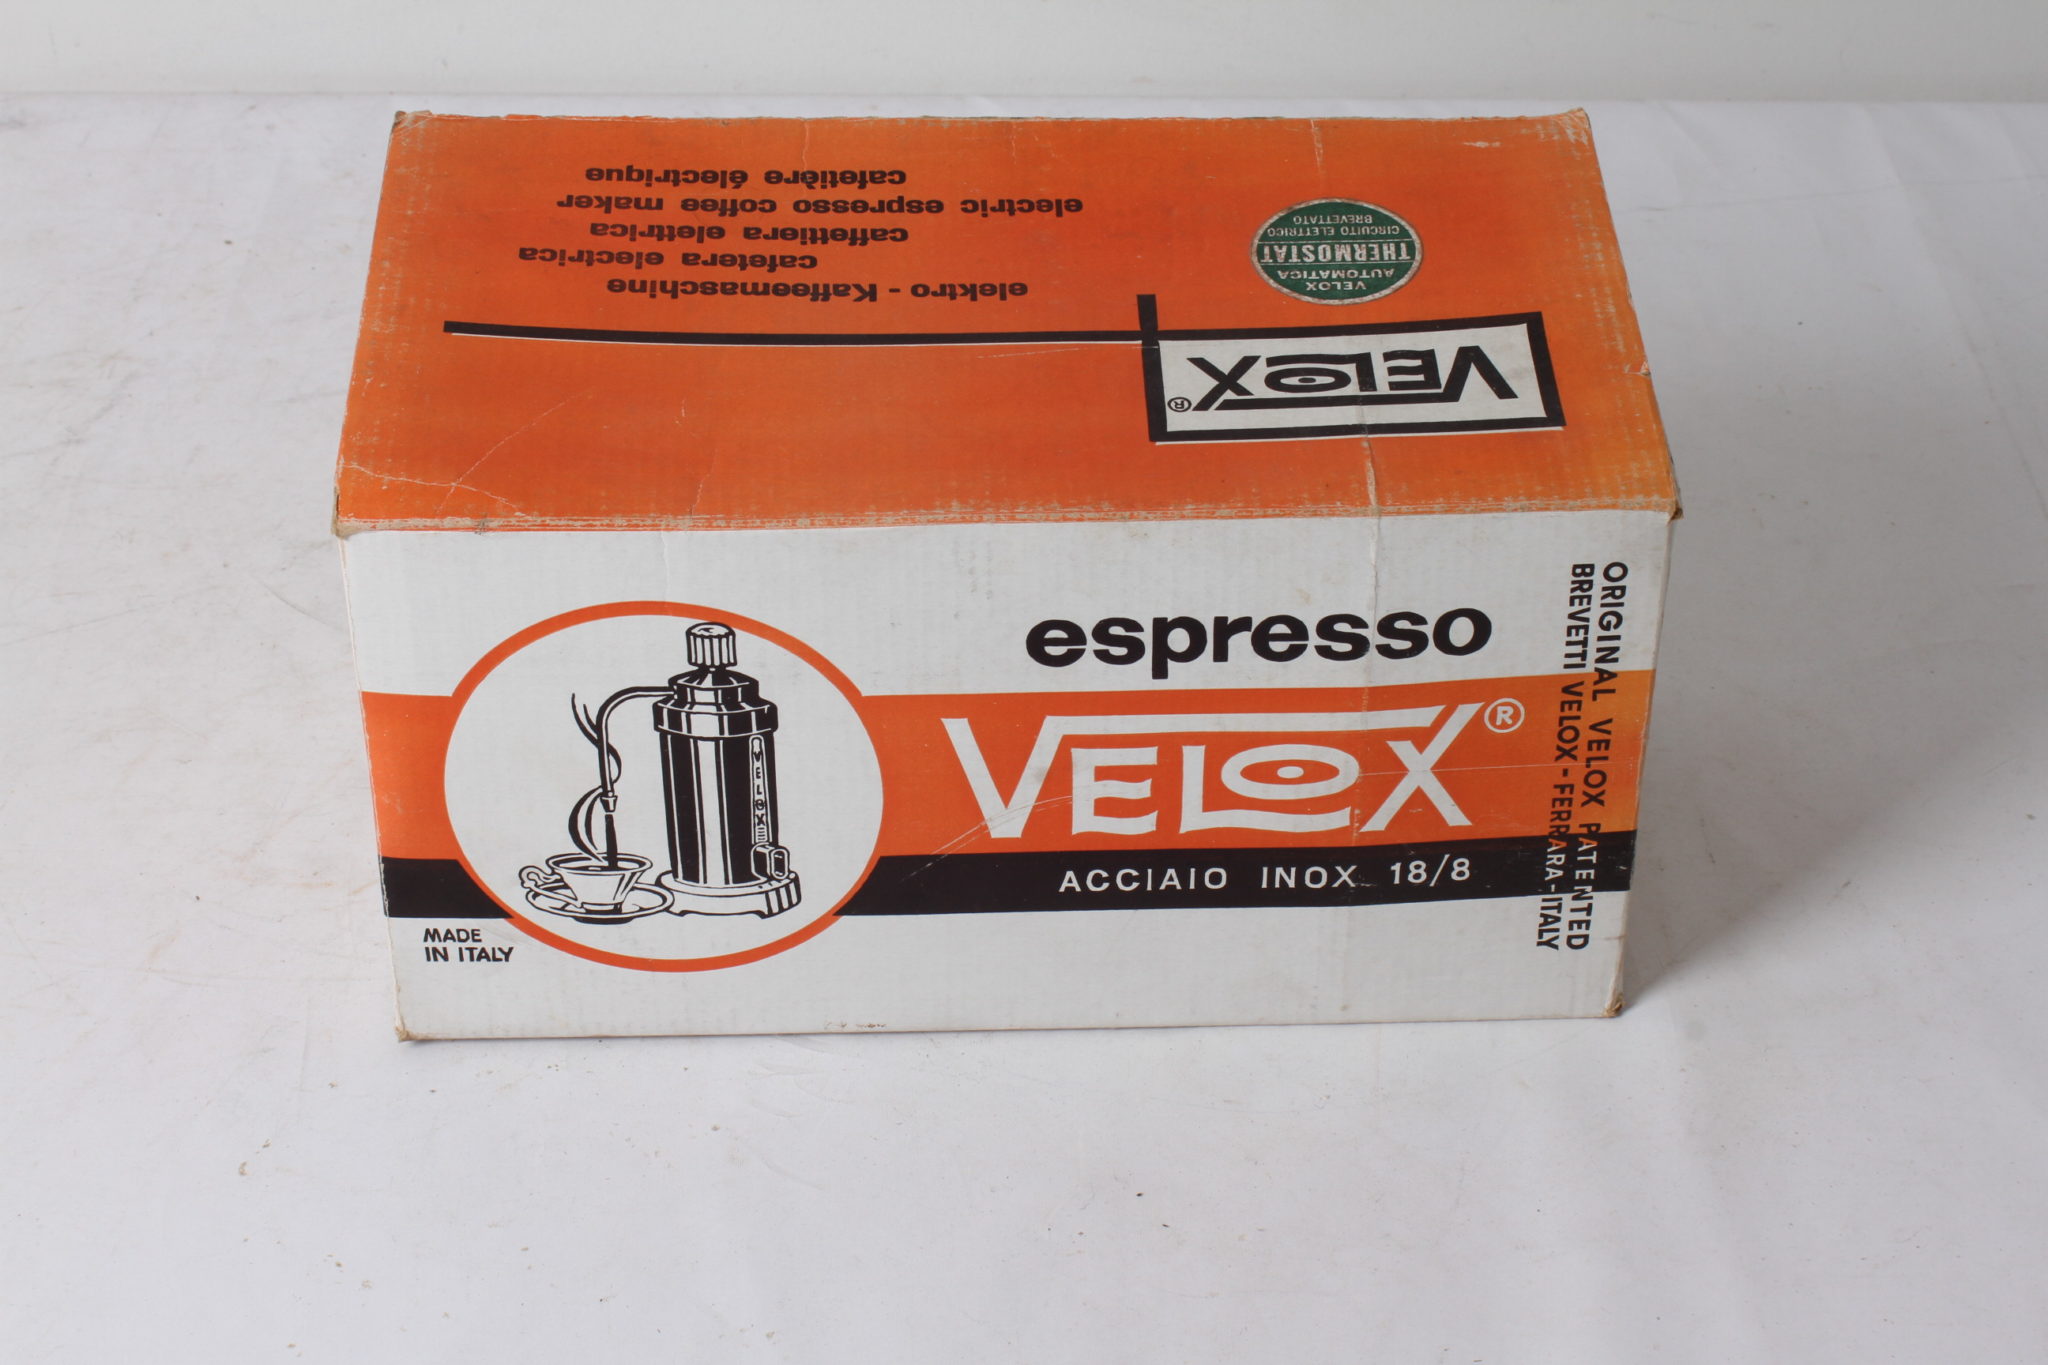 cafetière électrique
electric espresso coffee maker
caffettiera elettrica
cafetera electrica
elektro - Kaffeemaschine
VELOX
AUTOMATICA
THERMOSTAT
CIRCUITO ELETTRICO
BREVETTATO
VELOX®
espresso
VELOX®
ACCIAIO INOX 18/8
VELOX
MADE
IN ITALY
ORIGINAL VELOX PATENTED
BREVETTI VELOX-FERRARA-ITALY